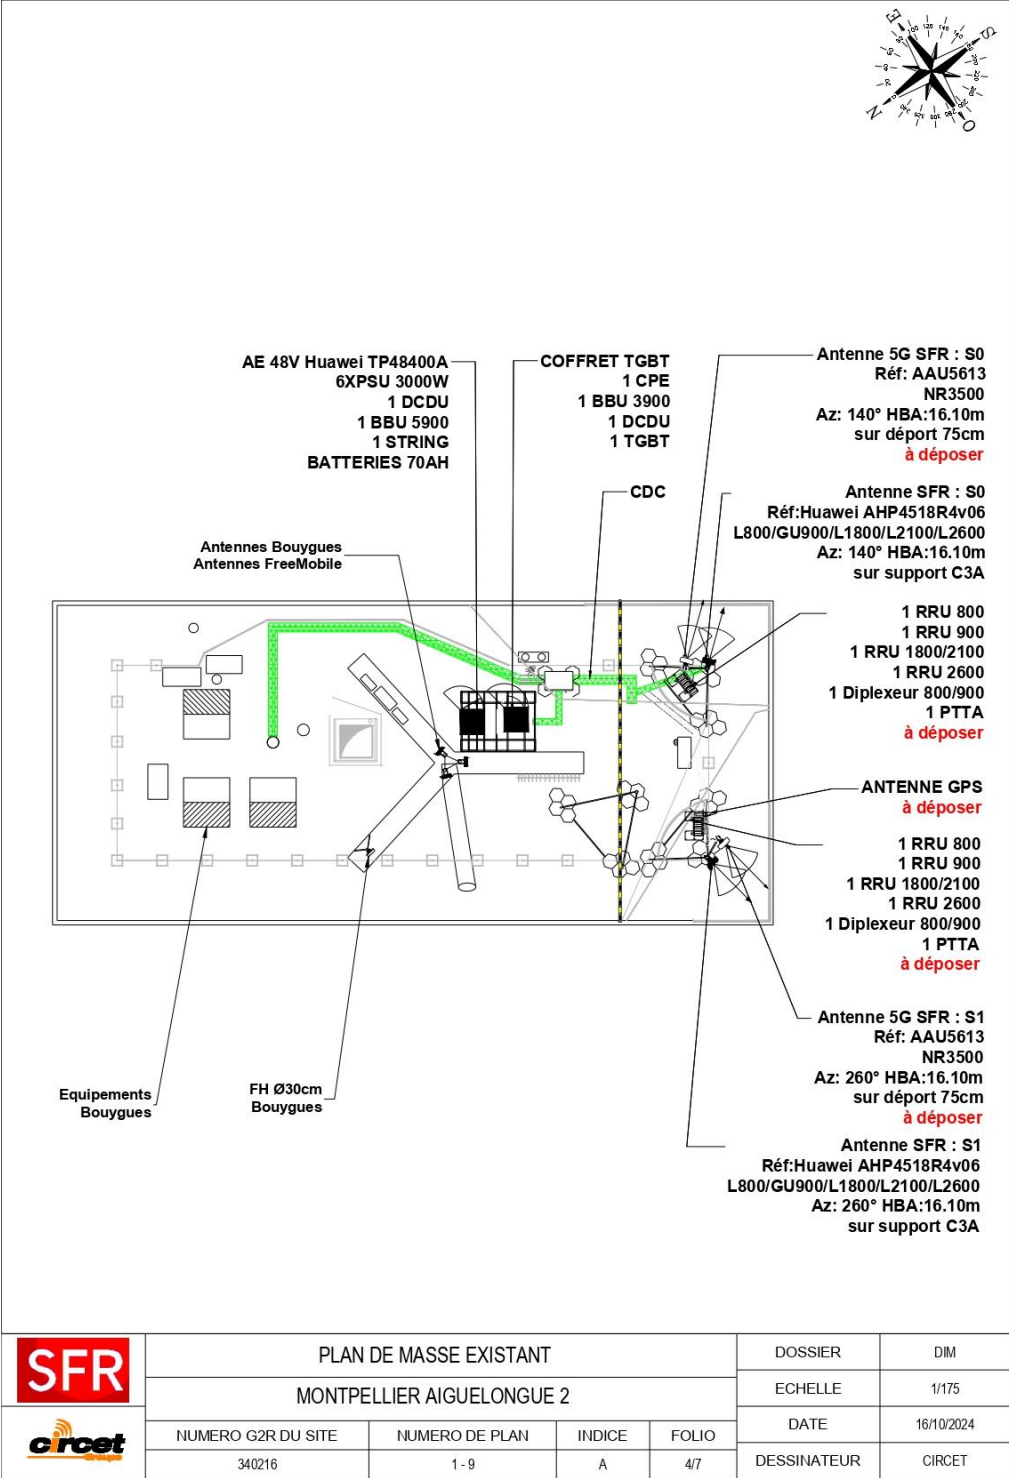 E
S
N
O
AE 48V Huawei TP48400A
6XPSU 3000W
1 DCDU
1 BBU 5900
1 STRING
BATTERIES 70AH
COFFRET TGBT
1 CPE
1 BBU 3900
1 DCDU
1 TGBT
CDC
Antenne 5G SFR : S0
Réf: AAU5613
NR3500
Az: 140° HBA:16.10m
sur déport 75cm
à déposer
Antenne SFR : S0
Réf:Huawei AHP4518R4v06
L800/GU900/L1800/L2100/L2600
Az: 140° HBA:16.10m
sur support C3A
Antennes Bouygues
Antennes FreeMobile
1 RRU 800
1 RRU 900
1 RRU 1800/2100
1 RRU 2600
1 Diplexeur 800/900
1 PTTA
à déposer
ANTENNE GPS
à déposer
1 RRU 800
1 RRU 900
1 RRU 1800/2100
1 RRU 2600
1 Diplexeur 800/900
1 PTTA
à déposer
Antenne 5G SFR : S1
Réf: AAU5613
NR3500
Az: 260° HBA:16.10m
sur déport 75cm
à déposer
Equipements
Bouygues
FH Ø30cm
Bouygues
Antenne SFR : S1
Réf:Huawei AHP4518R4v06
L800/GU900/L1800/L2100/L2600
Az: 260° HBA:16.10m
sur support C3A
SFR
circet
Groupe
PLAN DE MASSE EXISTANT
MONTPELLIER AIGUELONGUE 2
NUMERO G2R DU SITE
NUMERO DE PLAN
INDICE
FOLIO
340216
1 - 9
A
4/7
DOSSIER
DIM
ECHELLE
1/175
DATE
16/10/2024
DESSINATEUR
CIRCET